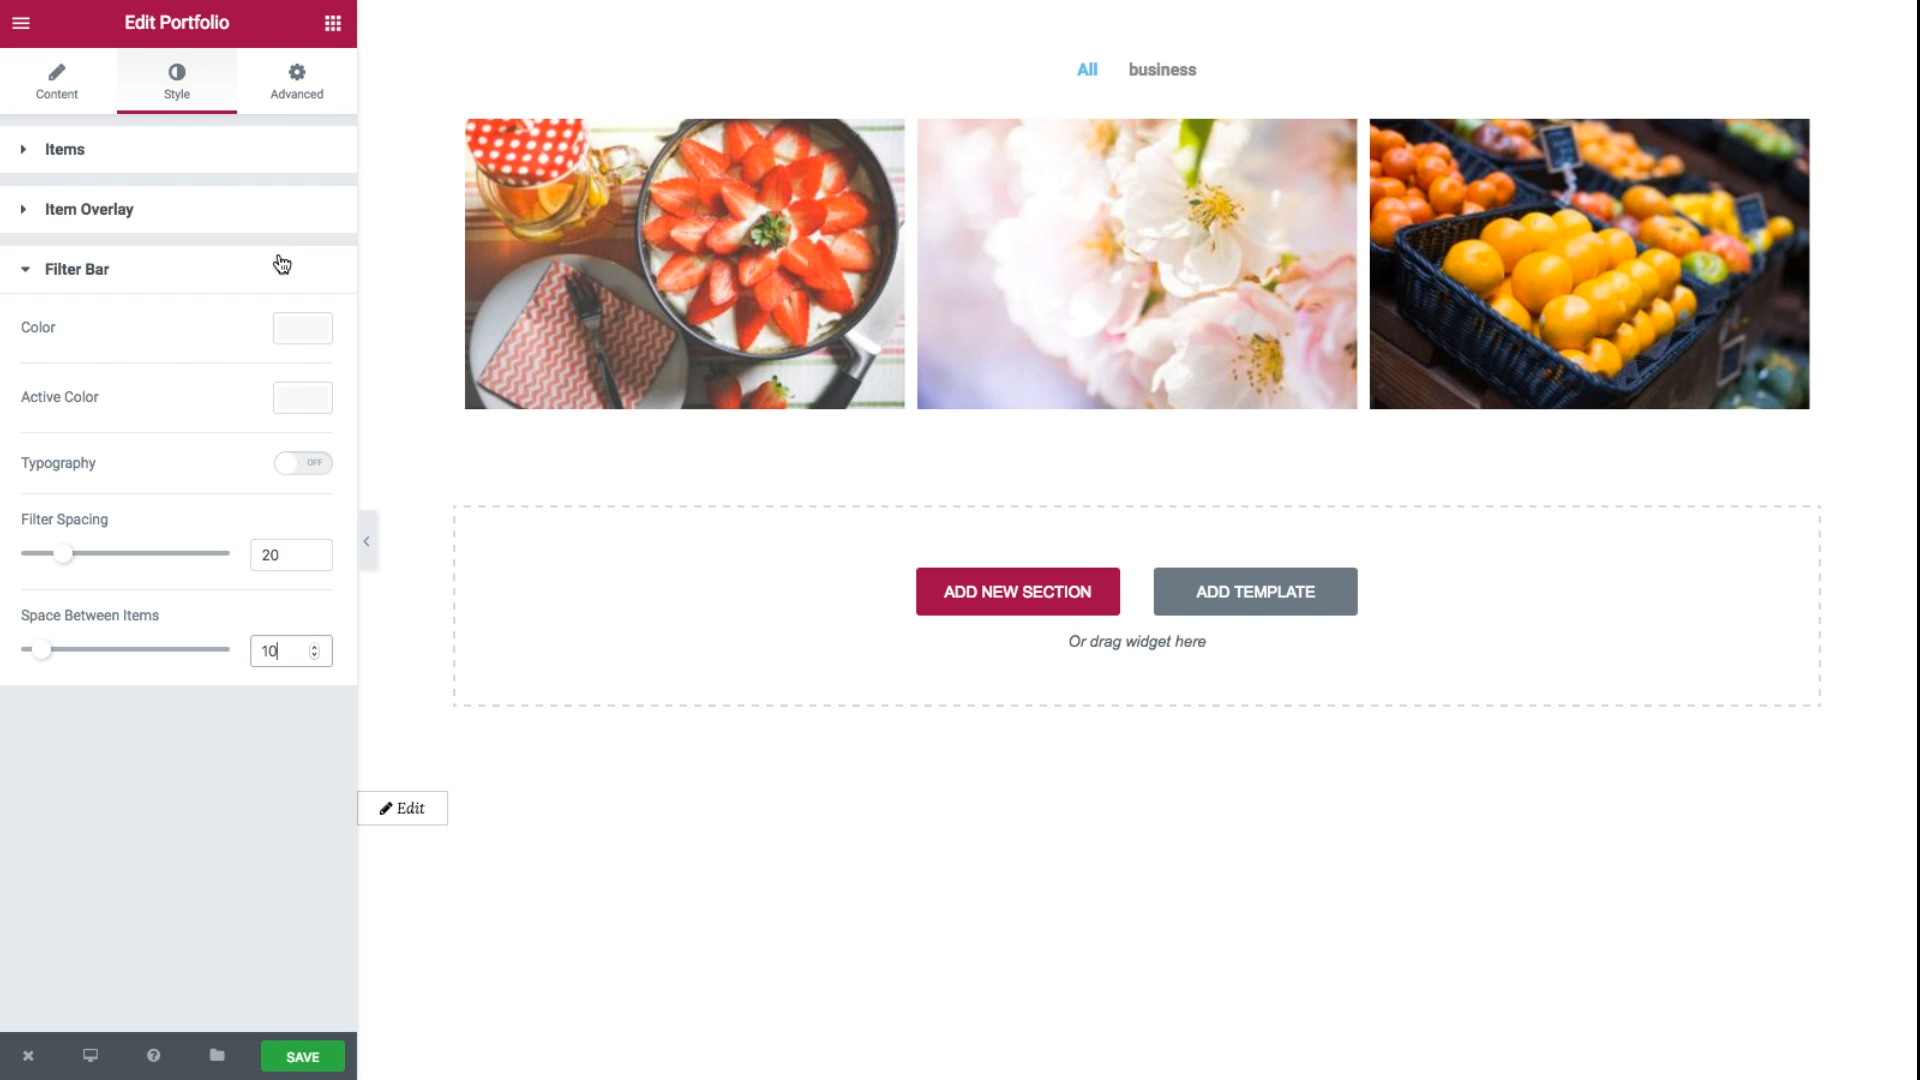 Edit Portfolio
Content
Style
Advanced
Items
Item Overlay
Filter Bar
Color
Active Color
Typography
OFF
Filter Spacing
20
Space Between Items
10
SAVE
All
business
ADD NEW SECTION
ADD TEMPLATE
Or drag widget here
Edit